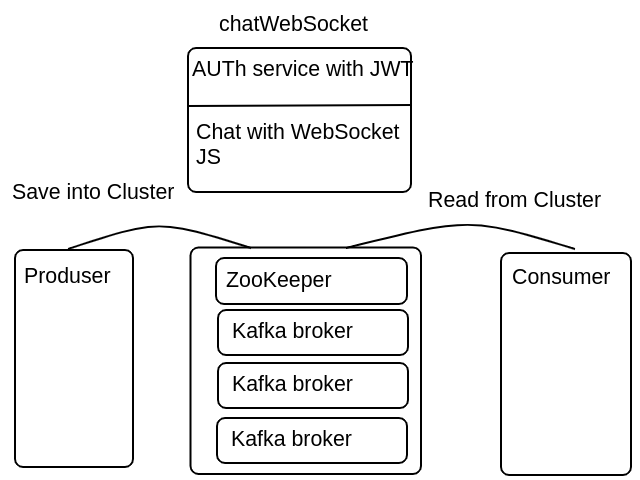 chatWebSocket
AUTh service with JWT
Chat with WebSocket
JS
Save into Cluster
Read from Cluster
Produser
ZooKeeper
Kafka broker
Kafka broker
Kafka broker
Consumer